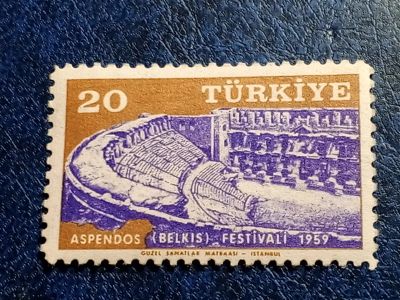 20 TÜRKİYE
ASPENDOS (BELKIS) FESTİVALİ 1959
GÜZEL SANATLAR MATBAASI - İSTANBUL